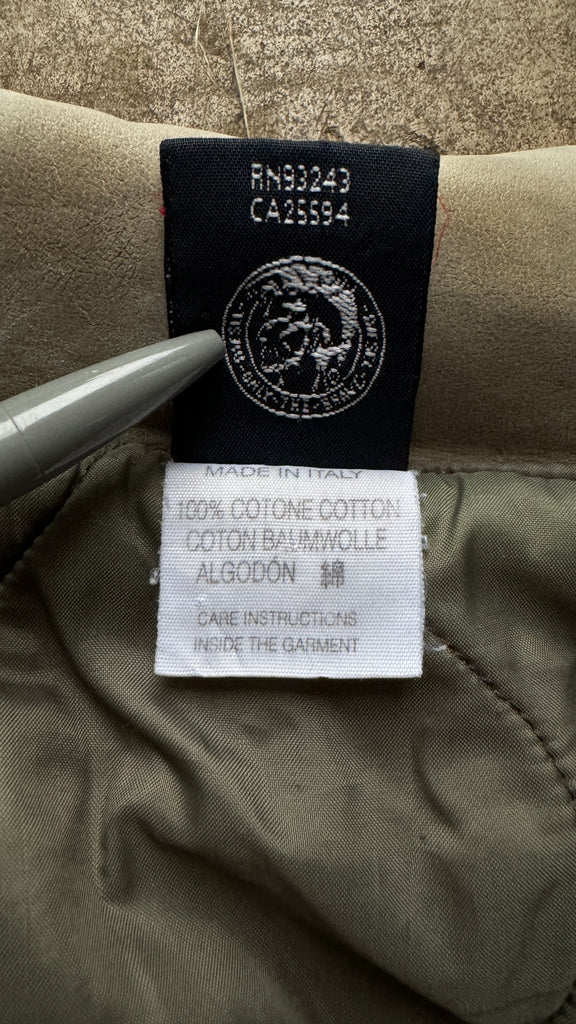 RN93243
CA25594
MADE IN ITALY
100% COTONE COTTON
COTON BAUMWOLLE
ALGODÓN 綿
CARE INSTRUCTIONS
INSIDE THE GARMENT